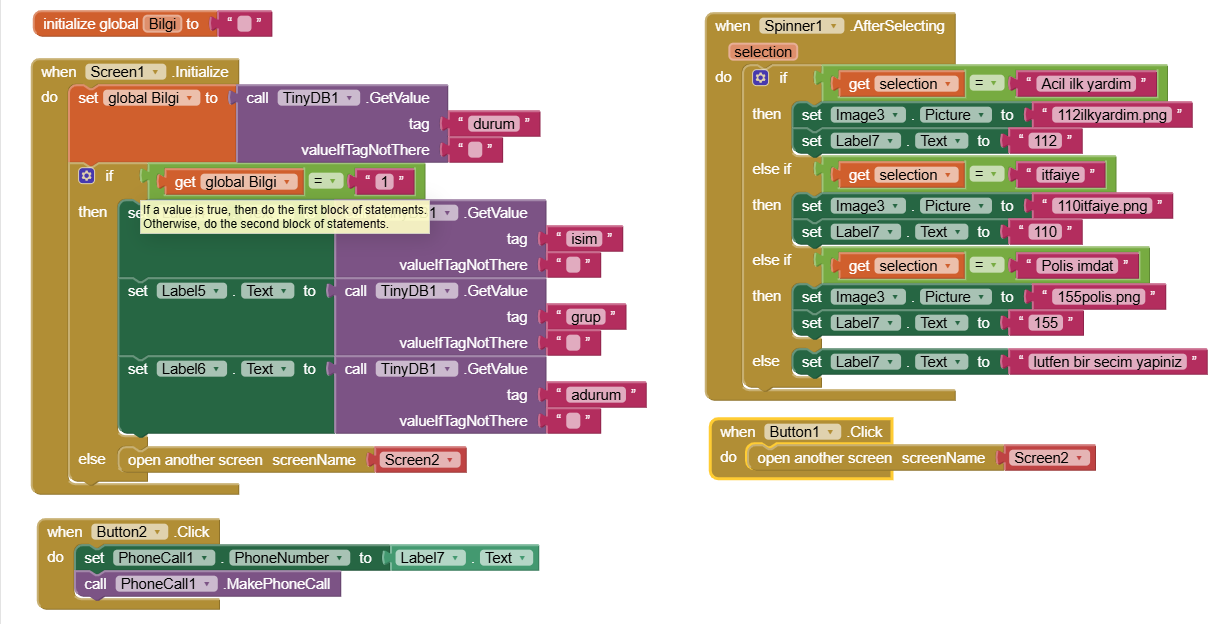 initialize global Bilgi to “ ”
when Screen1 .Initialize
do set global Bilgi to call TinyDB1 .GetValue
tag “ durum ”
valueIfTagNotThere “ ”
if get global Bilgi = “ 1 ”
then se 1 .GetValue
If a value is true, then do the first block of statements.
Otherwise, do the second block of statements.
tag “ isim ”
valueIfTagNotThere “ ”
set Label5 . Text to call TinyDB1 .GetValue
tag “ grup ”
valueIfTagNotThere “ ”
set Label6 . Text to call TinyDB1 .GetValue
tag “ adurum ”
valueIfTagNotThere “ ”
else open another screen screenName Screen2
when Button2 .Click
do set PhoneCall1 . PhoneNumber to Label7 . Text
call PhoneCall1 .MakePhoneCall
when Spinner1 .AfterSelecting
selection
do if get selection = “ Acil ilk yardim ”
then set Image3 . Picture to “ 112ilkyardim.png ”
set Label7 . Text to “ 112 ”
else if get selection = “ itfaiye ”
then set Image3 . Picture to “ 110itfaiye.png ”
set Label7 . Text to “ 110 ”
else if get selection = “ Polis imdat ”
then set Image3 . Picture to “ 155polis.png ”
set Label7 . Text to “ 155 ”
else set Label7 . Text to “ lutfen bir secim yapiniz ”
when Button1 .Click
do open another screen screenName Screen2